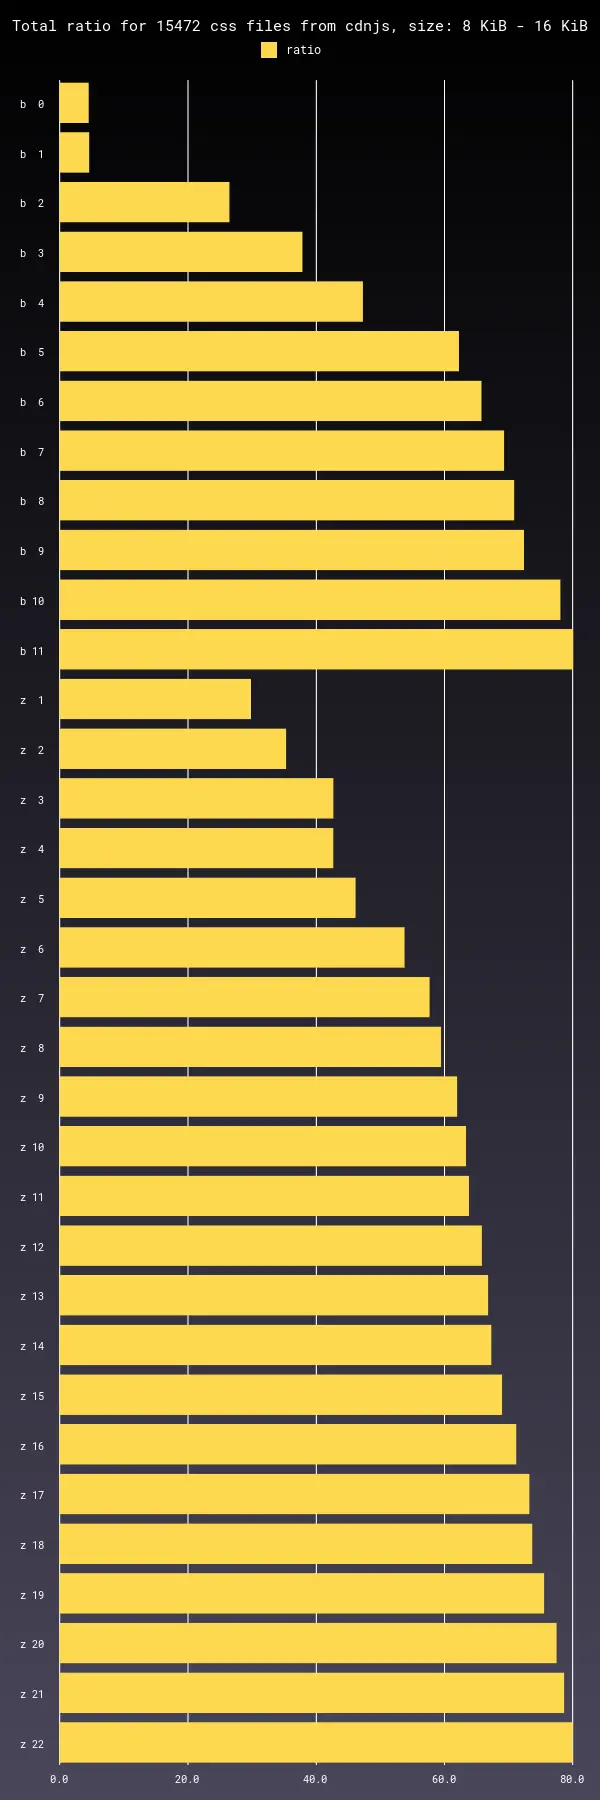 Total ratio for 15472 css files from cdnjs, size: 8 KiB - 16 KiB
ratio
b 0
b 1
b 2
b 3
b 4
b 5
b 6
b 7
b 8
b 9
b 10
b 11
z 1
z 2
z 3
z 4
z 5
z 6
z 7
z 8
z 9
z 10
z 11
z 12
z 13
z 14
z 15
z 16
z 17
z 18
z 19
z 20
z 21
z 22
0.0 20.0 40.0 60.0 80.0